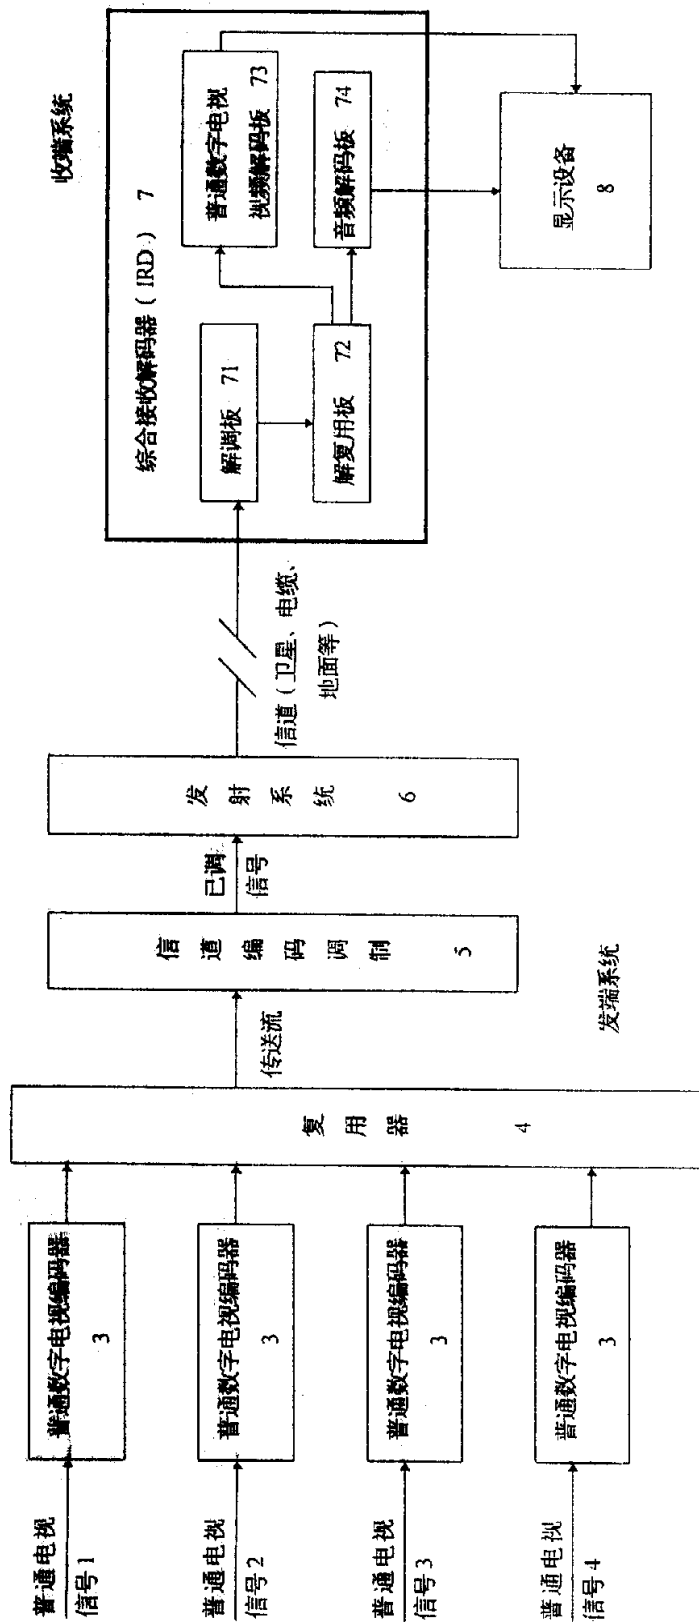 普通电视
信号1
普通数字电视编码器
3
普通电视
信号2
普通数字电视编码器
3
普通电视
信号3
普通数字电视编码器
3
普通电视
信号4
普通数字电视编码器
3
复用器
4
传送流
信道编码调制
5
已调
信号
发射系统
6
发端系统
信道（卫星、电缆、
地面等）
收端系统
综合接收解码器（IRD）7
解调板 71
解复用板 72
普通数字电视
视频解码板 73
音频解码板 74
显示设备
8